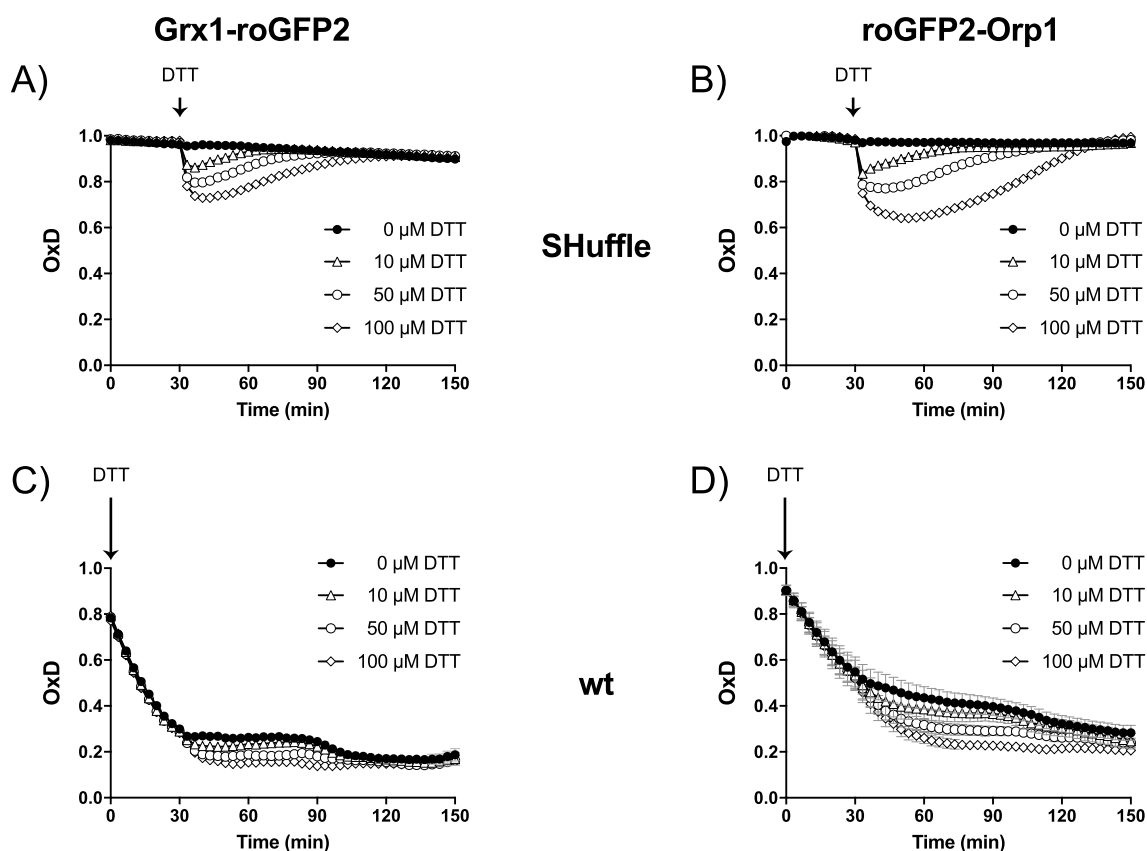 Grx1-roGFP2
roGFP2-Orp1
A)
DTT
1.0
0.8
0.6
0.4
0.2
0.0
OxD
0 µM DTT
10 µM DTT
50 µM DTT
100 µM DTT
0 30 60 90 120 150
Time (min)
SHuffle
B)
DTT
1.0
0.8
0.6
0.4
0.2
0.0
OxD
0 µM DTT
10 µM DTT
50 µM DTT
100 µM DTT
0 30 60 90 120 150
Time (min)
C)
DTT
1.0
0.8
0.6
0.4
0.2
0.0
OxD
0 µM DTT
10 µM DTT
50 µM DTT
100 µM DTT
0 30 60 90 120 150
Time (min)
wt
D)
DTT
1.0
0.8
0.6
0.4
0.2
0.0
OxD
0 µM DTT
10 µM DTT
50 µM DTT
100 µM DTT
0 30 60 90 120 150
Time (min)